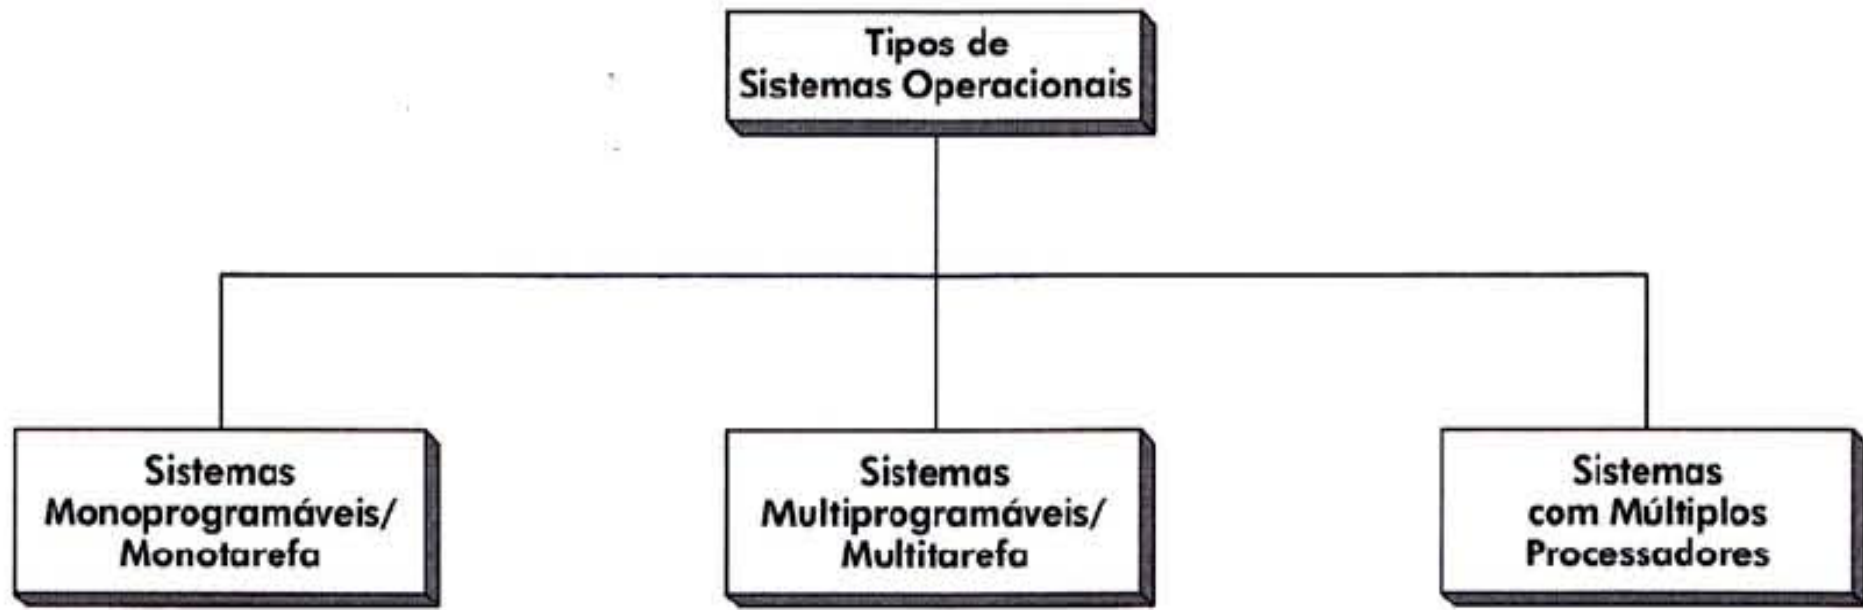 Tipos de
Sistemas Operacionais
Sistemas
Monoprogramáveis/
Monotarefa
Sistemas
Multiprogramáveis/
Multitarefa
Sistemas
com Múltiplos
Processadores